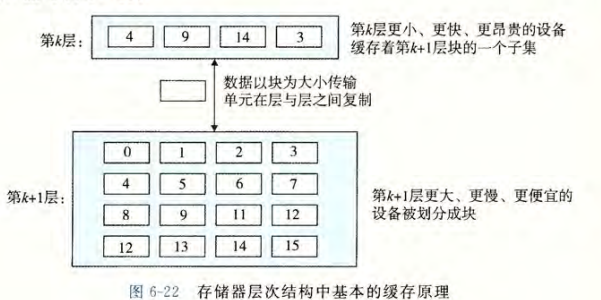 第k层：
4 9 14 3
第k层更小、更快、更昂贵的设备
缓存着第k+1层块的一个子集
数据以块为大小传输
单元在层与层之间复制
0 1 2 3
4 5 6 7
第k+1层：
8 9 11 12
12 13 14 15
第k+1层更大、更慢、更便宜的
设备被划分成块
图 6-22 存储器层次结构中基本的缓存原理